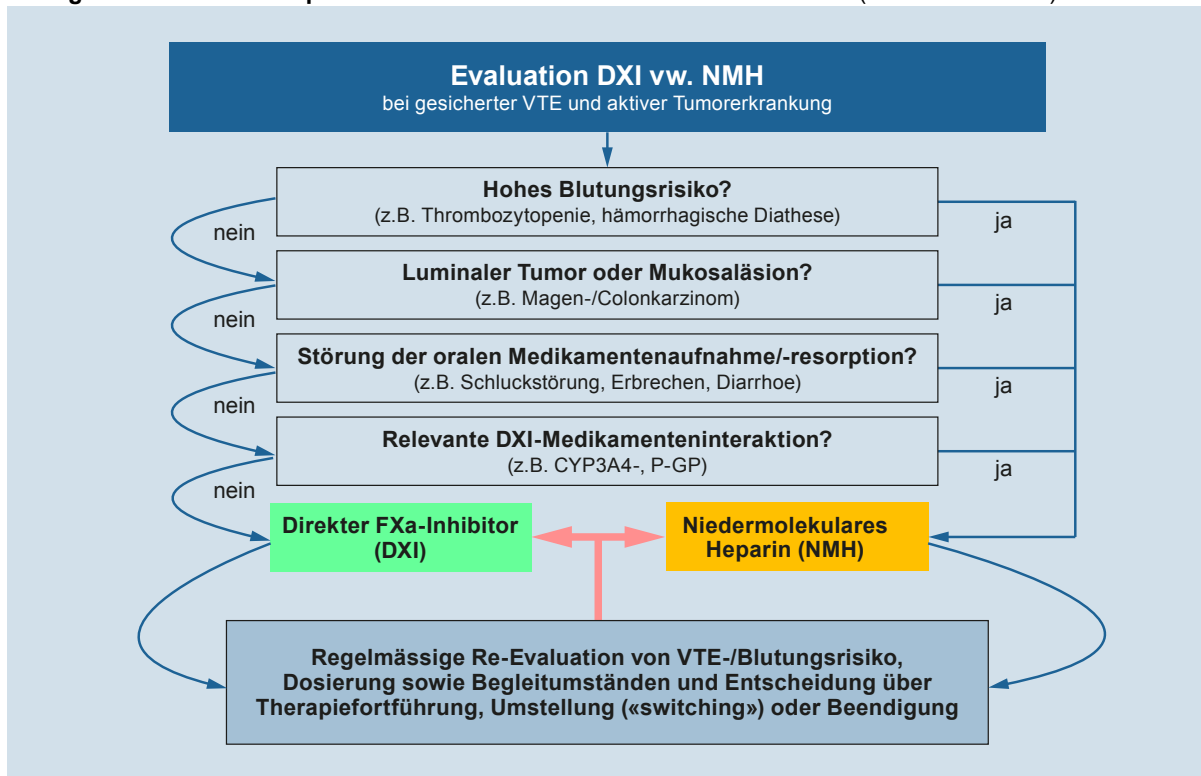 Evaluation DXI vw. NMH
bei gesicherter VTE und aktiver Tumorerkrankung
Hohes Blutungsrisiko?
(z.B. Thrombozytopenie, hämorrhagische Diathese)
nein
ja
Luminaler Tumor oder Mukosaläsion?
(z.B. Magen-/Colonkarzinom)
nein
ja
Störung der oralen Medikamentenaufnahme/-resorption?
(z.B. Schluckstörung, Erbrechen, Diarrhoe)
nein
ja
Relevante DXI-Medikamenteninteraktion?
(z.B. CYP3A4-, P-GP)
nein
ja
Direkter FXa-Inhibitor
(DXI)
Niedermolekulares
Heparin (NMH)
Regelmässige Re-Evaluation von VTE-/Blutungsrisiko,
Dosierung sowie Begleitumständen und Entscheidung über
Therapiefortführung, Umstellung («switching») oder Beendigung